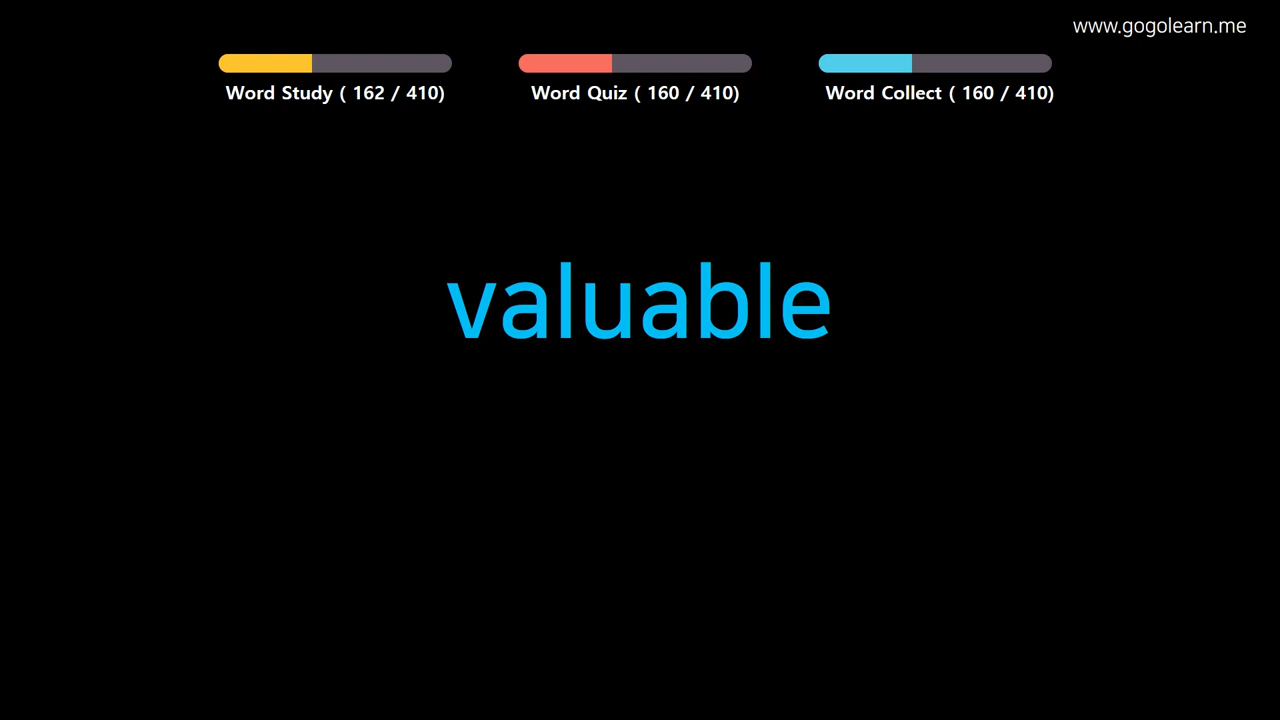 www.gogolearn.me
Word Study ( 162 / 410)
Word Quiz ( 160 / 410)
Word Collect ( 160 / 410)
valuable